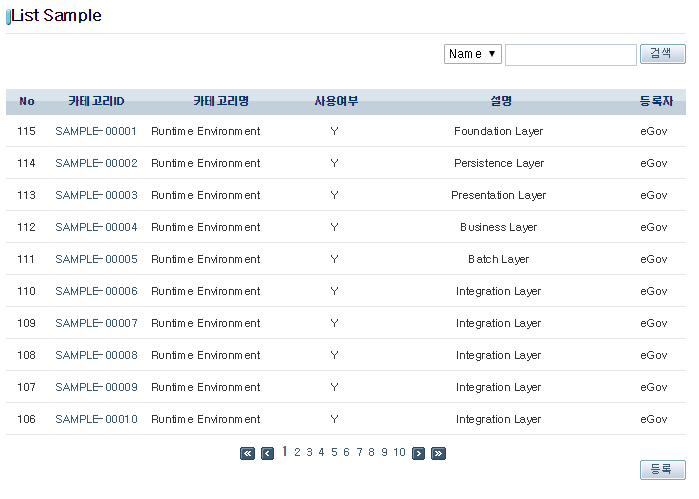 List Sample
Name ▼ 검색
No 카테고리ID 카테고리명 사용여부 설명 등록자
115 SAMPLE-00001 Runtime Environment Y Foundation Layer eGov
114 SAMPLE-00002 Runtime Environment Y Persistence Layer eGov
113 SAMPLE-00003 Runtime Environment Y Presentation Layer eGov
112 SAMPLE-00004 Runtime Environment Y Business Layer eGov
111 SAMPLE-00005 Runtime Environment Y Batch Layer eGov
110 SAMPLE-00006 Runtime Environment Y Integration Layer eGov
109 SAMPLE-00007 Runtime Environment Y Integration Layer eGov
108 SAMPLE-00008 Runtime Environment Y Integration Layer eGov
107 SAMPLE-00009 Runtime Environment Y Integration Layer eGov
106 SAMPLE-00010 Runtime Environment Y Integration Layer eGov
1 2 3 4 5 6 7 8 9 10
등록